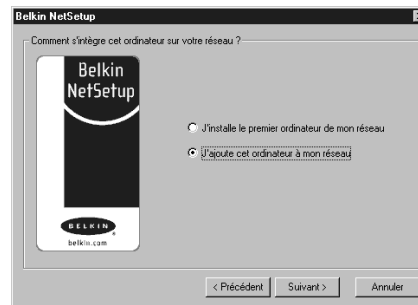 Belkin NetSetup
Comment s'intègre cet ordinateur sur votre réseau ?
Belkin
NetSetup
J'installe le premier ordinateur de mon réseau
J'ajoute cet ordinateur à mon réseau
BELKIN
belkin.com
< Précédent
Suivant >
Annuler